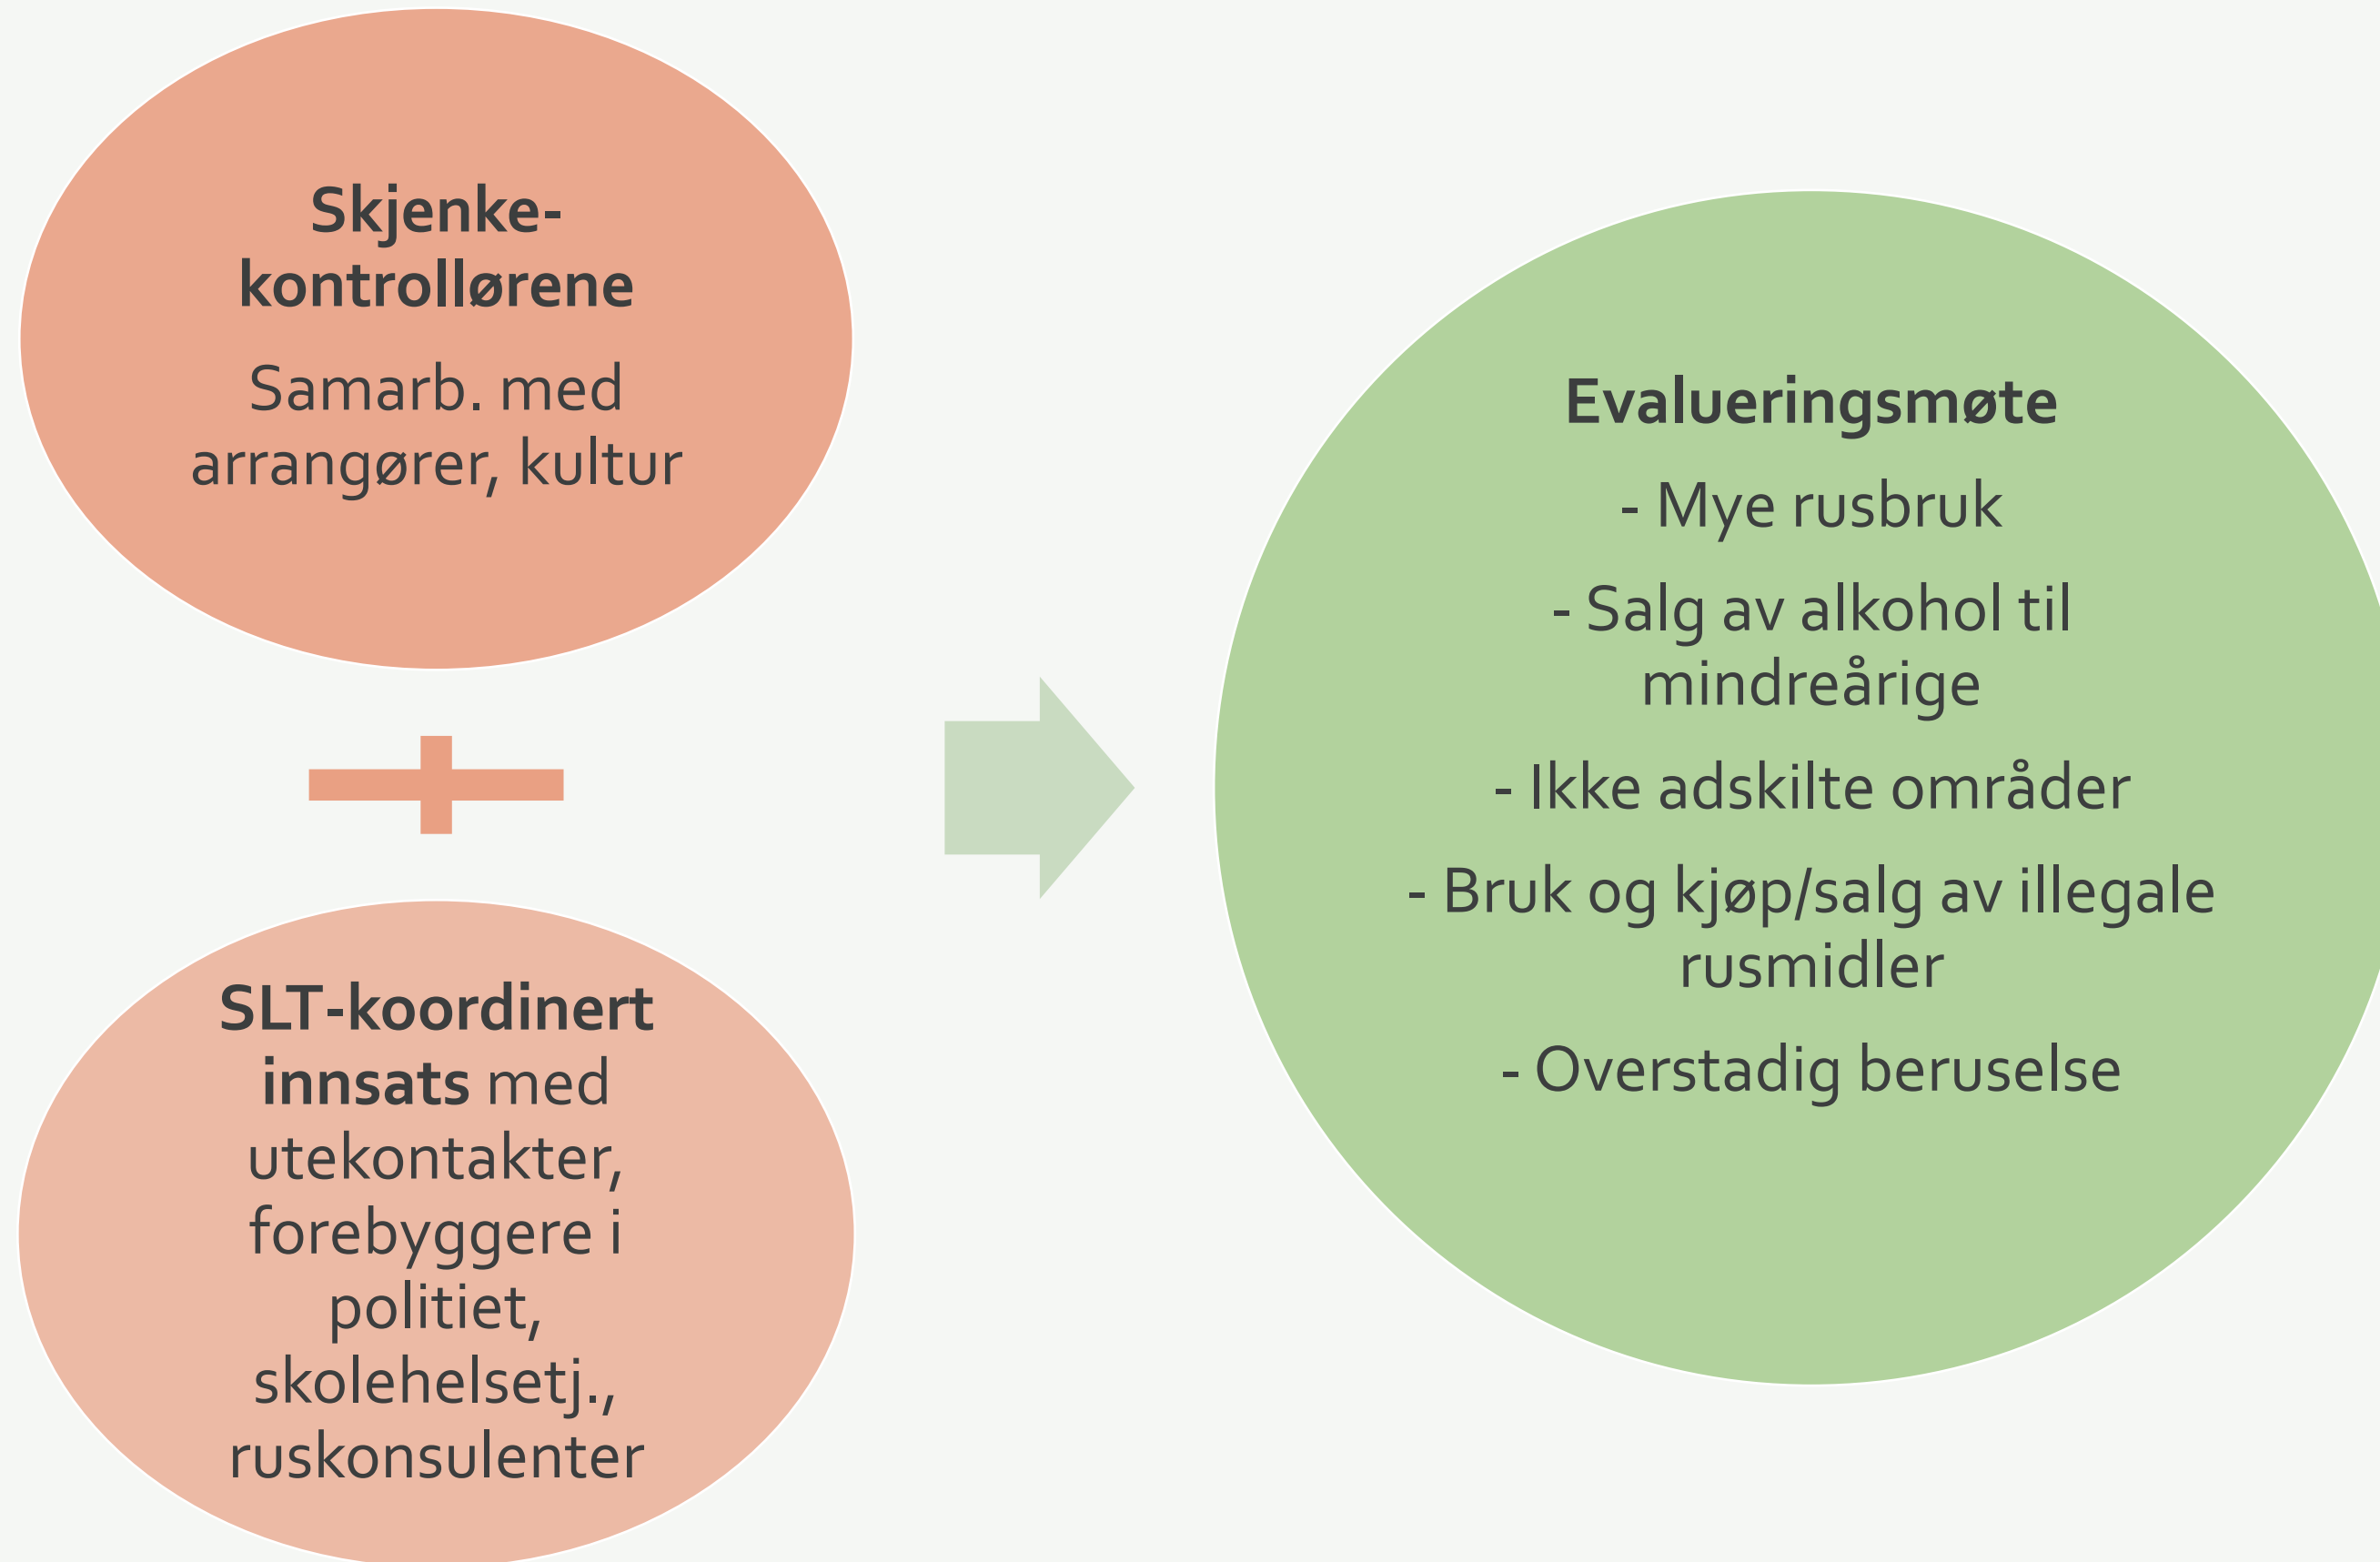 Skjenke-
kontrollørene
Samarb. med
arrangører, kultur
SLT-koordinert
innsats med
utekontakter,
forebyggere i
politiet,
skolehelsetj.,
ruskonsulenter
Evalueringsmøte
- Mye rusbruk
- Salg av alkohol til
mindreårige
- Ikke adskilte områder
- Bruk og kjøp/salg av illegale
rusmidler
- Overstadig beruselse